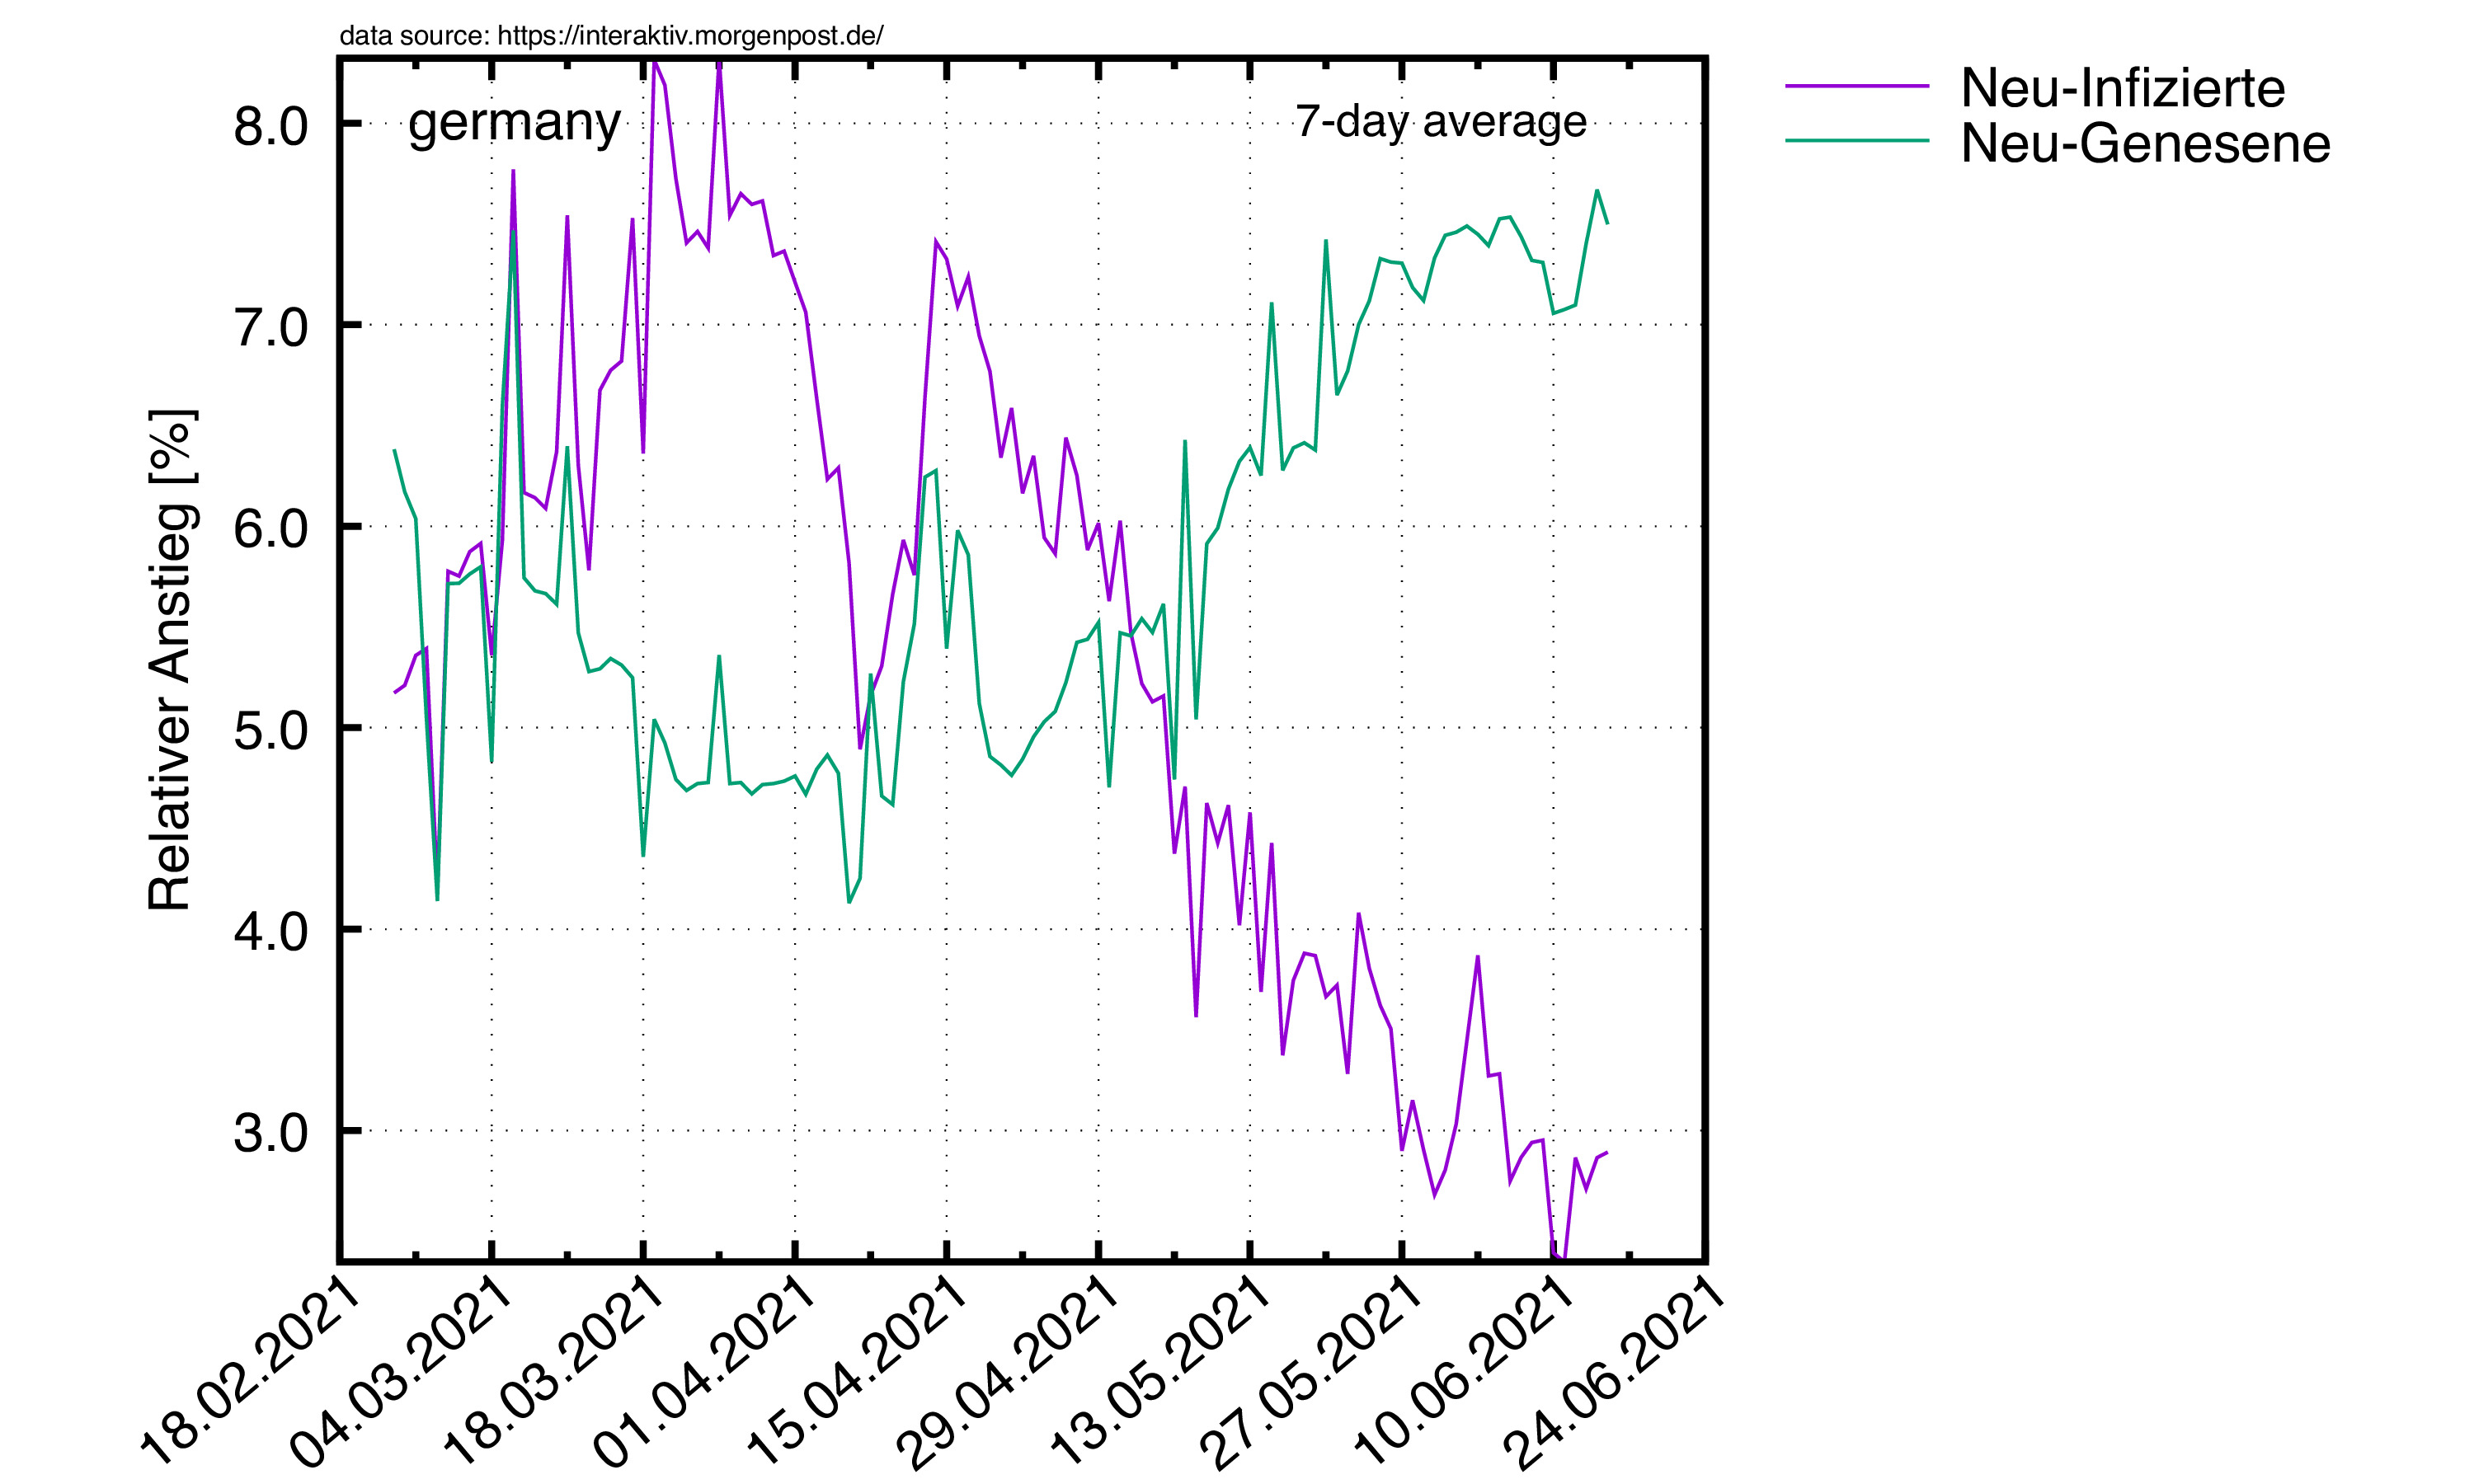 data source: https://interaktiv.morgenpost.de/
germany
7-day average
Neu-Infizierte
Neu-Genesene
Relativer Anstieg [%]
8.0
7.0
6.0
5.0
4.0
3.0
18.02.2021
04.03.2021
18.03.2021
01.04.2021
15.04.2021
29.04.2021
13.05.2021
27.05.2021
10.06.2021
24.06.2021